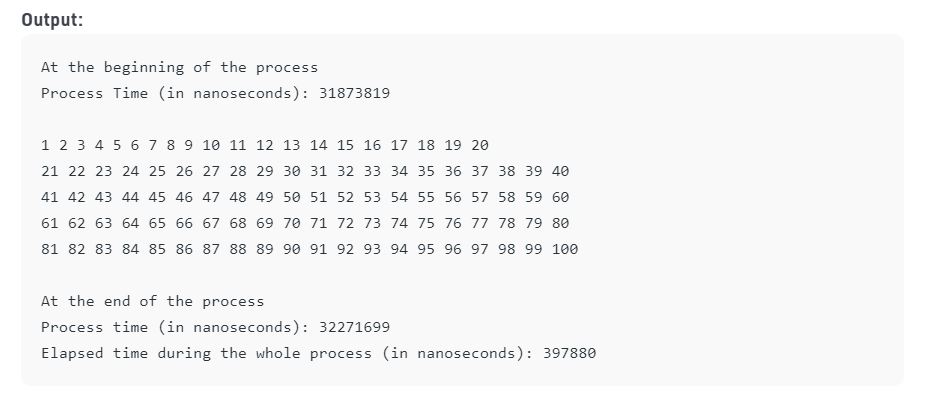 Output:
At the beginning of the process
Process Time (in nanoseconds): 31873819
1 2 3 4 5 6 7 8 9 10 11 12 13 14 15 16 17 18 19 20
21 22 23 24 25 26 27 28 29 30 31 32 33 34 35 36 37 38 39 40
41 42 43 44 45 46 47 48 49 50 51 52 53 54 55 56 57 58 59 60
61 62 63 64 65 66 67 68 69 70 71 72 73 74 75 76 77 78 79 80
81 82 83 84 85 86 87 88 89 90 91 92 93 94 95 96 97 98 99 100
At the end of the process
Process time (in nanoseconds): 32271699
Elapsed time during the whole process (in nanoseconds): 397880